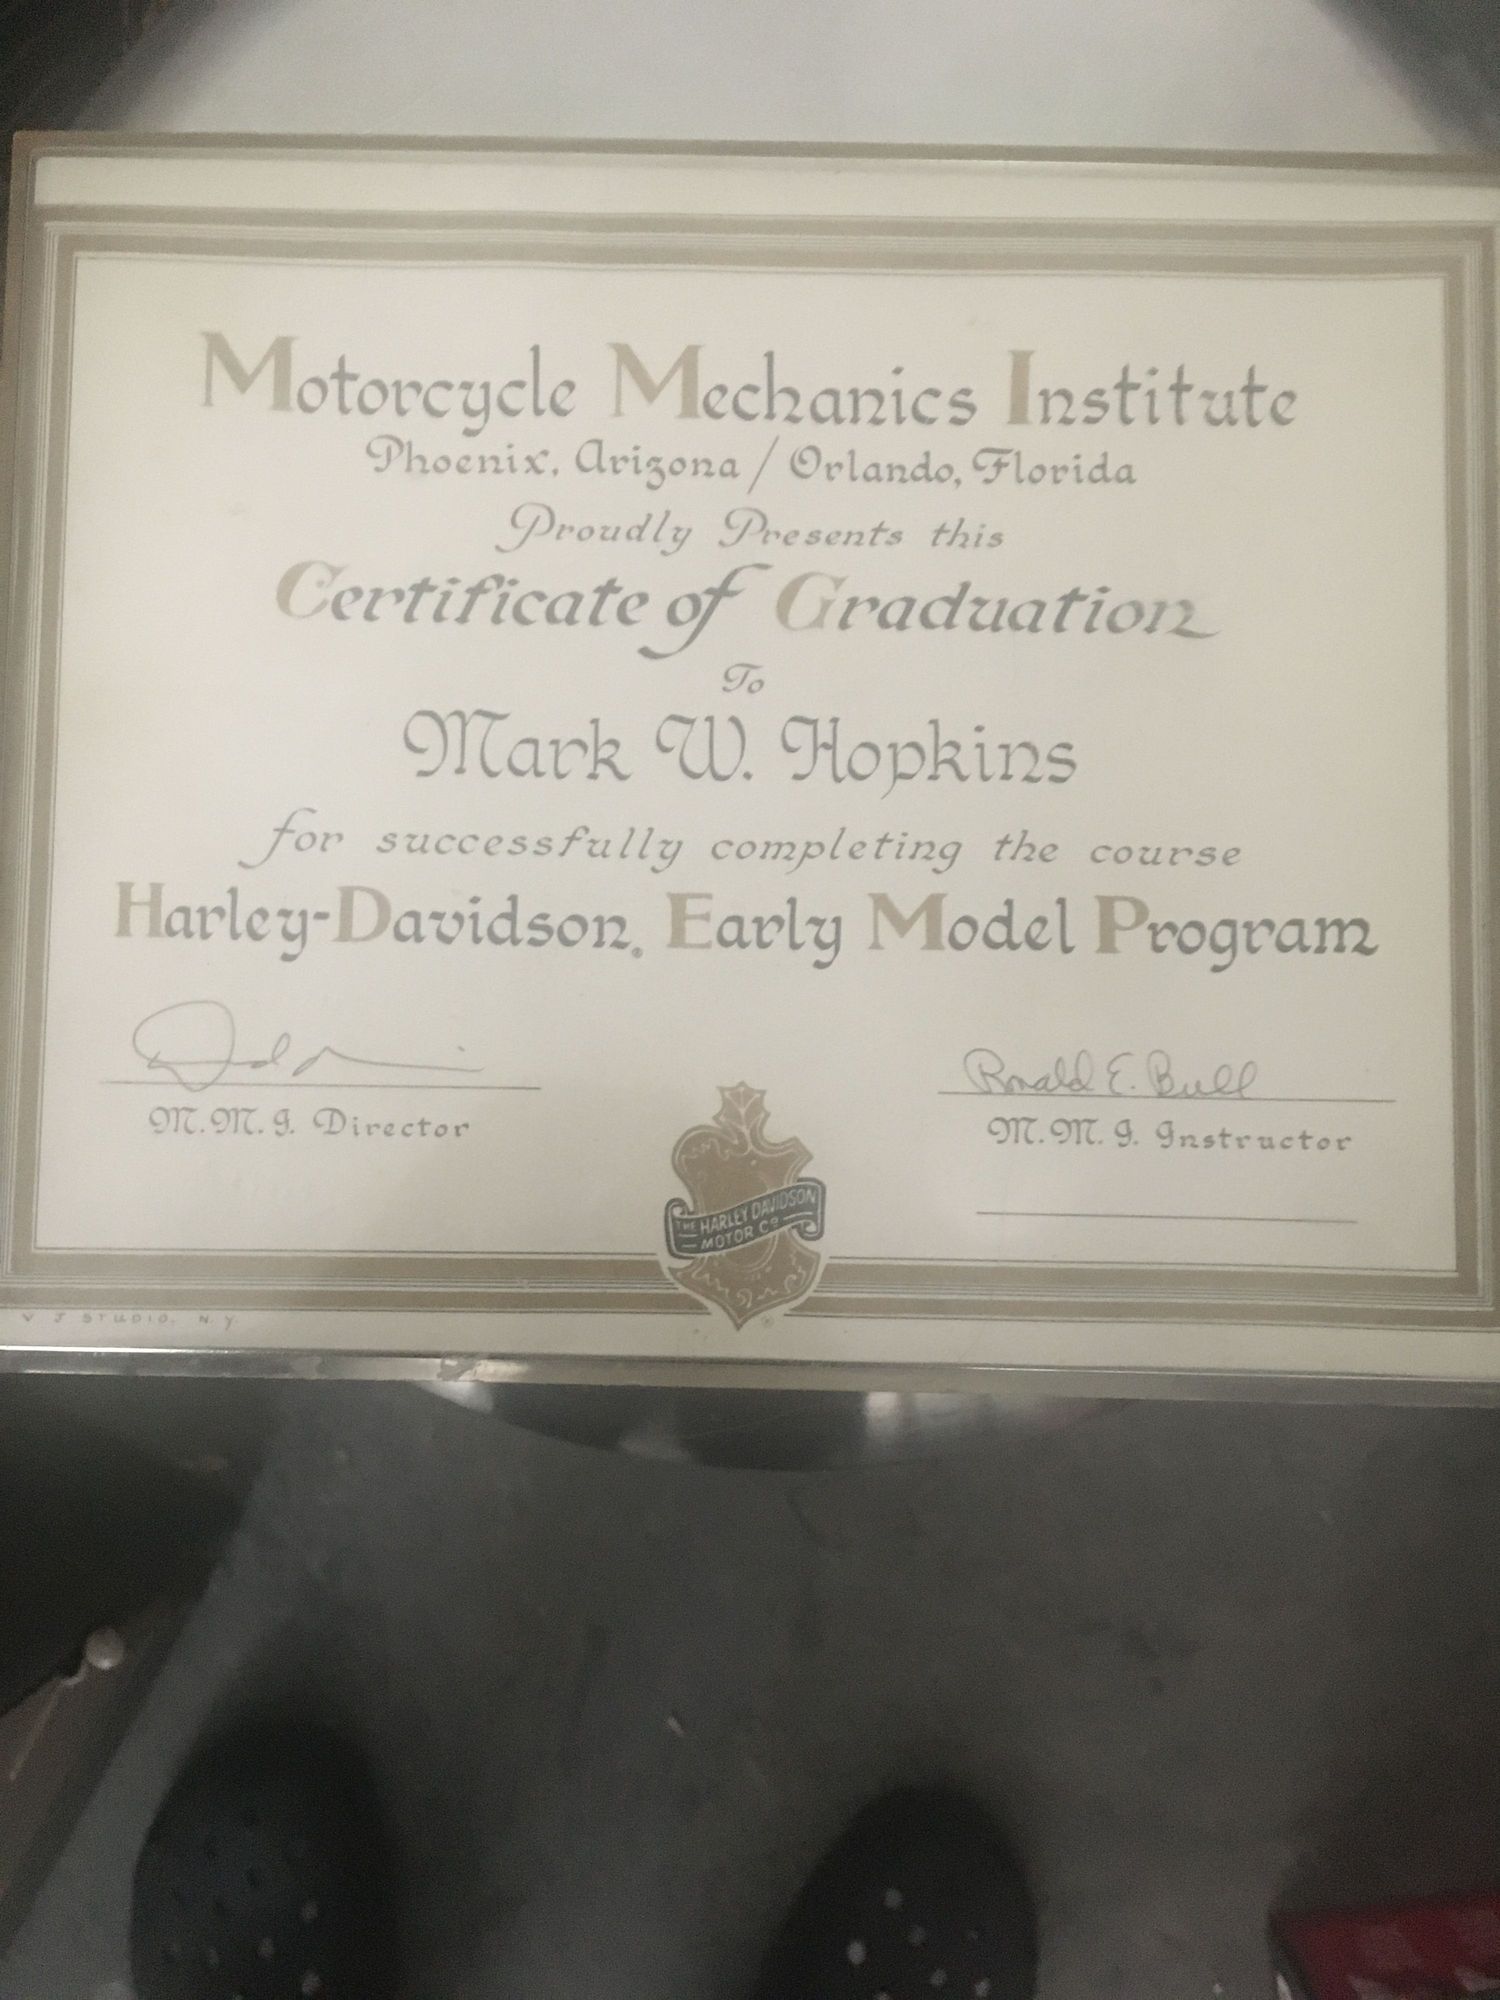 Motorcycle Mechanics Institute
Phoenix, Arizona / Orlando, Florida
Proudly Presents this
Certificate of Graduation
To
Mark W. Hopkins
for successfully completing the course
Harley-Davidson® Early Model Program
Ronald E. Bull
M.M.I. Director
M.M.I. Instructor
THE HARLEY DAVIDSON
MOTOR CO
®
V J STUDIO. N.Y.